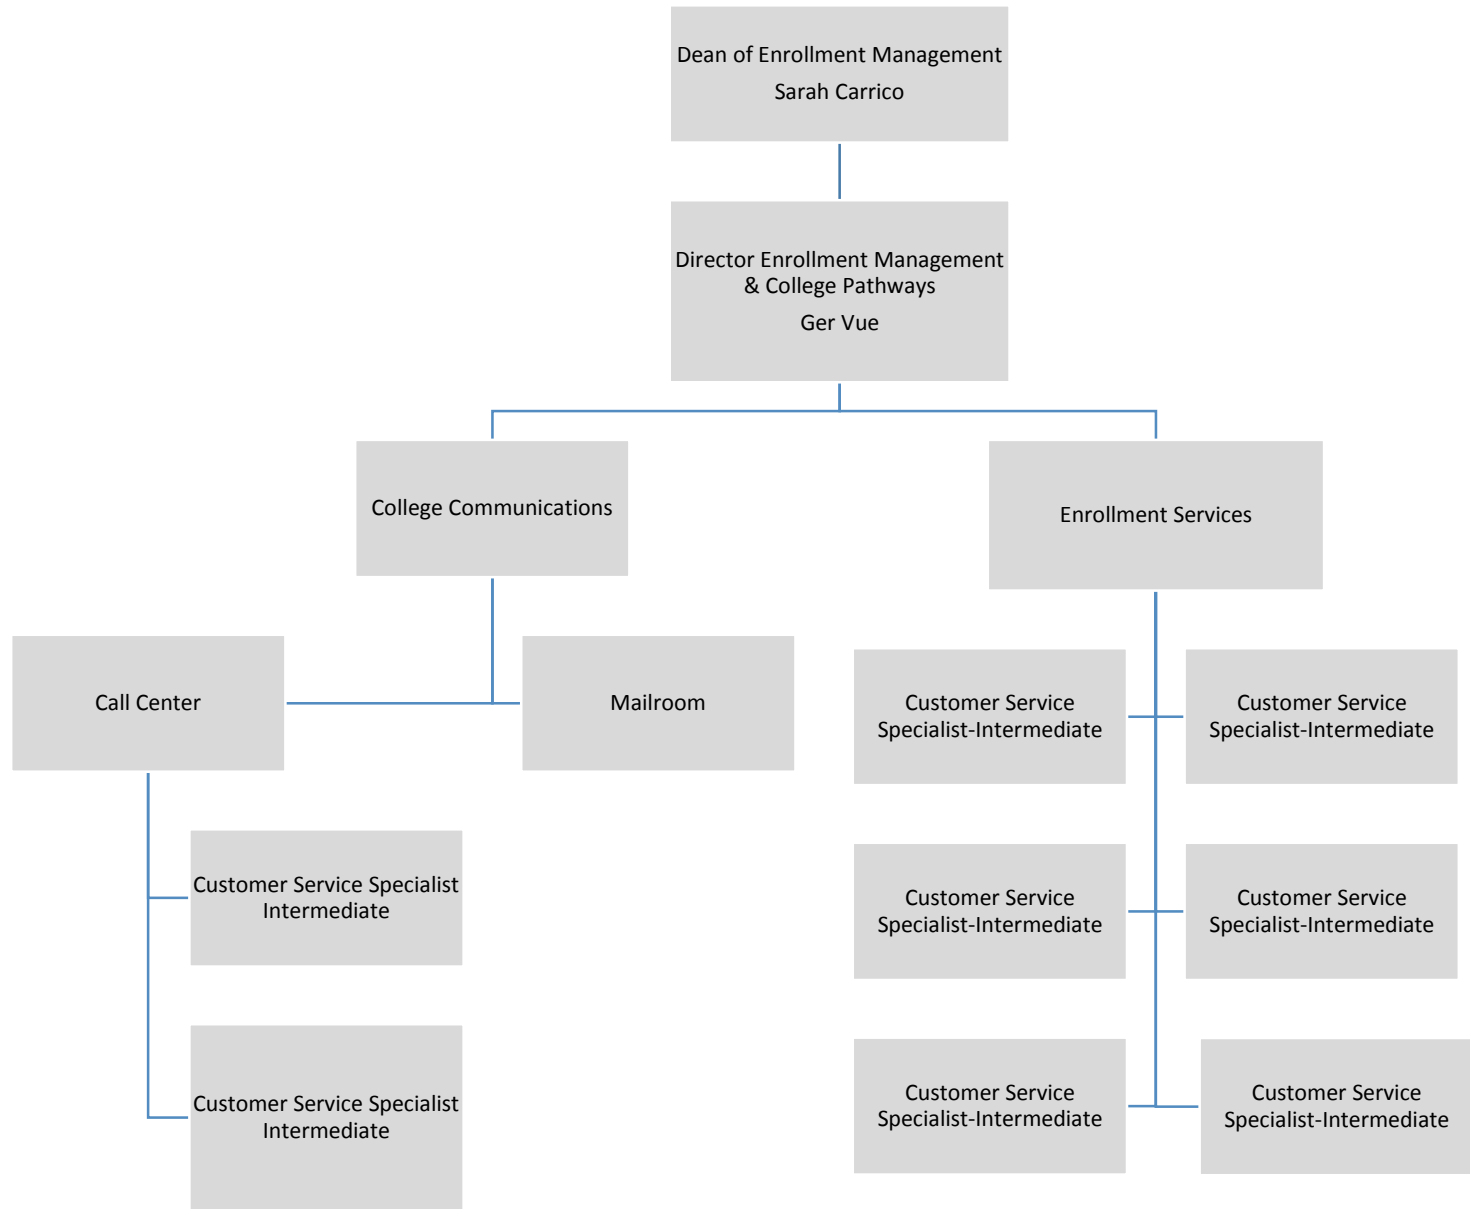 Dean of Enrollment Management
Sarah Carrico
Director Enrollment Management
& College Pathways
Ger Vue
College Communications
Enrollment Services
Call Center
Mailroom
Customer Service Specialist
Intermediate
Customer Service Specialist
Intermediate
Customer Service
Specialist-Intermediate
Customer Service
Specialist-Intermediate
Customer Service
Specialist-Intermediate
Customer Service
Specialist-Intermediate
Customer Service
Specialist-Intermediate
Customer Service
Specialist-Intermediate